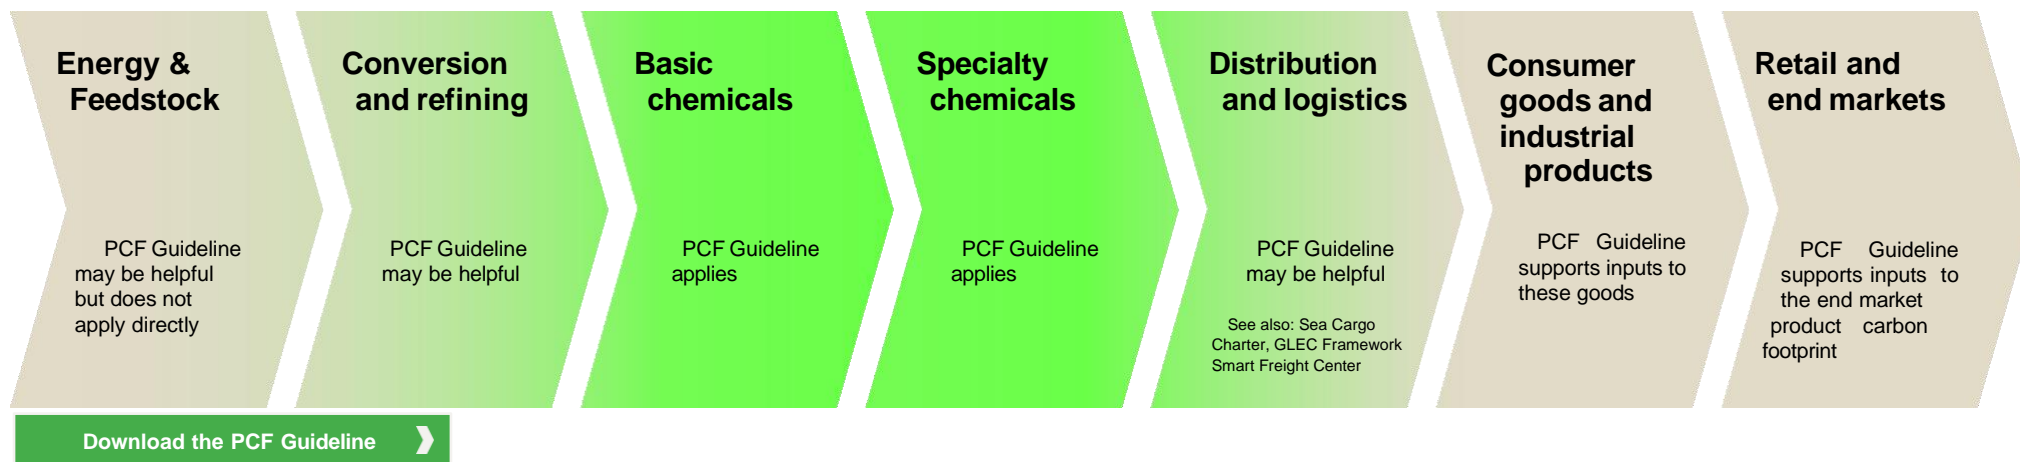 Energy &
Feedstock
PCF Guideline
may be helpful
but does not
apply directly
Conversion
and refining
PCF Guideline
may be helpful
Basic
chemicals
PCF Guideline
applies
Specialty
chemicals
PCF Guideline
applies
Distribution
and logistics
PCF Guideline
may be helpful
See also: Sea Cargo
Charter, GLEC Framework
Smart Freight Center
Consumer
goods and
industrial
products
PCF Guideline
supports inputs to
these goods
Retail and
end markets
PCF Guideline
supports inputs to
the end market
product carbon
footprint
Download the PCF Guideline